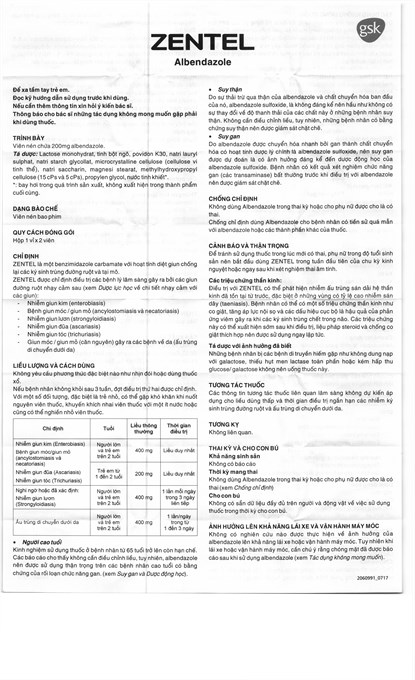 gsk
ZENTEL
Albendazole
Để xa tầm tay trẻ em.
Đọc kỹ hướng dẫn sử dụng trước khi dùng.
Nếu cần thêm thông tin xin hỏi ý kiến bác sĩ.
Thông báo cho bác sĩ những tác dụng không mong muốn gặp phải
khi dùng thuốc.
TRÌNH BÀY
Viên nén chứa 200mg albendazole.
Tá dược: Lactose monohydrat, tinh bột ngô, povidon K30, natri lauryl
sulphat, natri starch glycollat, microcrystalline cellulose (cellulose vi
tinh thể), natri saccharin, magnesi stearat, methylhydroxypropyl
cellulose (15 cPs và 5 cPs), propylen glycol, nước tinh khiết*.
*: bay hơi trong quá trình sản xuất, không xuất hiện trong thành phẩm
cuối cùng.
DẠNG BÀO CHẾ
Viên nén bao phim
QUY CÁCH ĐÓNG GÓI
Hộp 1 vỉ x 2 viên
CHỈ ĐỊNH
ZENTEL là một benzimidazole carbamate với hoạt tính diệt giun chống
lại các ký sinh trùng đường ruột và tại mô.
ZENTEL được chỉ định điều trị các bệnh lý lâm sàng gây ra bởi các giun
đường ruột nhạy cảm sau (xem Dược lực học về chi tiết nhạy cảm với
các giun):
- Nhiễm giun kim (enterobiasis)
- Bệnh giun móc/ giun mỏ (ancylostomiasis và necatoriasis)
- Nhiễm giun lươn (strongyloidiasis)
- Nhiễm giun đũa (ascariasis)
- Nhiễm giun tóc (trichuriasis)
- Giun móc/ giun mỏ (căn nguyên) gây ra các bệnh về da (ấu trùng
di chuyển dưới da)
LIỀU LƯỢNG VÀ CÁCH DÙNG
Không yêu cầu phương thức đặc biệt nào như nhịn đói hoặc dùng thuốc
xổ.
Nếu bệnh nhân không khỏi sau 3 tuần, đợt điều trị thứ hai được chỉ định.
Với một số đối tượng, đặc biệt là trẻ nhỏ, có thể gặp khó khăn khi nuốt
nguyên viên thuốc, khuyến khích nhai viên thuốc với một ít nước hoặc
cũng có thể nghiền nhỏ viên thuốc.
Chỉ định Tuổi Liều thông thường Thời gian điều trị
Nhiễm giun kim (Enterobiasis)
Bệnh giun móc/giun mỏ
(ancylostomiasis và
necatoriasis)
Nhiễm giun đũa (Ascariasis)
Nhiễm giun tóc (Trichuriasis)
Người lớn
và trẻ em
trên 2 tuổi
400 mg Liều duy nhất
Trẻ em từ
1 đến 2 tuổi
200 mg Liều duy nhất
Nghi ngờ hoặc đã xác định:
Nhiễm giun lươn
(Strongyloidiasis)
Người lớn
và trẻ em
trên 2 tuổi
400 mg
1 lần mỗi ngày
trong 3 ngày
liên tiếp
Ấu trùng di chuyển dưới da
Người lớn
và trẻ em
trên 2 tuổi
400 mg
1 lần/ngày
trong từ
1 đến 3 ngày
• Người cao tuổi
Kinh nghiệm sử dụng thuốc ở bệnh nhân từ 65 tuổi trở lên còn hạn chế.
Các báo cáo cho thấy không cần điều chỉnh liều, tuy nhiên, albendazole
nên được sử dụng thận trọng trên các bệnh nhân cao tuổi có bằng
chứng của rối loạn chức năng gan. (xem Suy gan và Dược động học).
• Suy thận
Do sự thải trừ qua thận của albendazole và chất chuyển hóa ban đầu
của nó, albendazole sulfoxide, là không đáng kể nên hầu như không có
sự thay đổi về độ thanh thải của các chất này ở những bệnh nhân suy
thận. Không cần điều chỉnh liều, tuy nhiên, những bệnh nhân có bằng
chứng suy thận nên được giám sát chặt chẽ.
• Suy gan
Do albendazole được chuyển hóa nhanh bởi gan thành chất chuyển
hóa có hoạt tính dược lý chính là albendazole sulfoxide, nên suy gan
được dự đoán là có ảnh hưởng đáng kể đến dược động học của
albendazole sulfoxide. Bệnh nhân có kết quả xét nghiệm chức năng
gan (các transaminase) bất thường trước khi điều trị với albendazole
nên được giám sát chặt chẽ.
CHỐNG CHỈ ĐỊNH
Không dùng Albendazole trong thai kỳ hoặc cho phụ nữ được cho là có
thai.
Chống chỉ định dùng Albendazole cho bệnh nhân có tiền sử quá mẫn
với albendazole hoặc các thành phần khác của thuốc.
CẢNH BÁO VÀ THẬN TRỌNG
Để tránh sử dụng thuốc trong lúc mới có thai, phụ nữ trong độ tuổi sinh
sản nên bắt đầu dùng ZENTEL trong tuần đầu tiên của chu kỳ kinh
nguyệt hoặc ngay sau khi xét nghiệm thai âm tính.
Các triệu chứng thần kinh:
Điều trị với ZENTEL có thể phát hiện nhiễm ấu trùng sán dải hệ thần
kinh đã tồn tại từ trước, đặc biệt ở những vùng có tỷ lệ cao nhiễm sán
dây (taeniasis). Bệnh nhân có thể có một số triệu chứng thần kinh như
co giật, tăng áp lực nội sọ và các dấu hiệu cục bộ là hậu quả của phản
ứng viêm gây ra khi các ký sinh trùng chết trong não. Các triệu chứng
này có thể xuất hiện sớm sau khi điều trị, liệu pháp steroid và chống co
giật thích hợp nên được sử dụng ngay lập tức.
Tá dược với ảnh hưởng đã biết
Những bệnh nhân bị các bệnh di truyền hiếm gặp như không dung nạp
với galactose, thiếu hụt men lactase toàn phần hoặc kém hấp thu
glucose/ galactose không nên uống thuốc này.
TƯƠNG TÁC THUỐC
Các thông tin tương tác thuốc liên quan lâm sàng không dự kiến áp
dụng cho liều dùng thấp và thời gian điều trị ngắn hạn các nhiễm ký
sinh trùng đường ruột và ấu trùng di chuyển dưới da.
TƯƠNG KỴ
Không liên quan.
THAI KỲ VÀ CHO CON BÚ
Khả năng sinh sản
Không có báo cáo
Thời kỳ mang thai
Không dùng Albendazole trong thai kỳ hoặc cho phụ nữ được cho là có
thai (xem Chống chỉ định)
Cho con bú
Không có sẵn dữ liệu đầy đủ trên người và động vật về việc sử dụng
thuốc trong thời kỳ cho con bú.
ẢNH HƯỞNG LÊN KHẢ NĂNG LÁI XE VÀ VẬN HÀNH MÁY MÓC
Không có nghiên cứu nào được thực hiện về ảnh hưởng của
albendazole lên khả năng lái xe hoặc vận hành máy móc. Tuy nhiên khi
lái xe hoặc vận hành máy móc, cần chú ý rằng chóng mặt đã được báo
cáo sau khi sử dụng albendazole (xem Tác dụng không mong muốn).
2060991_0717